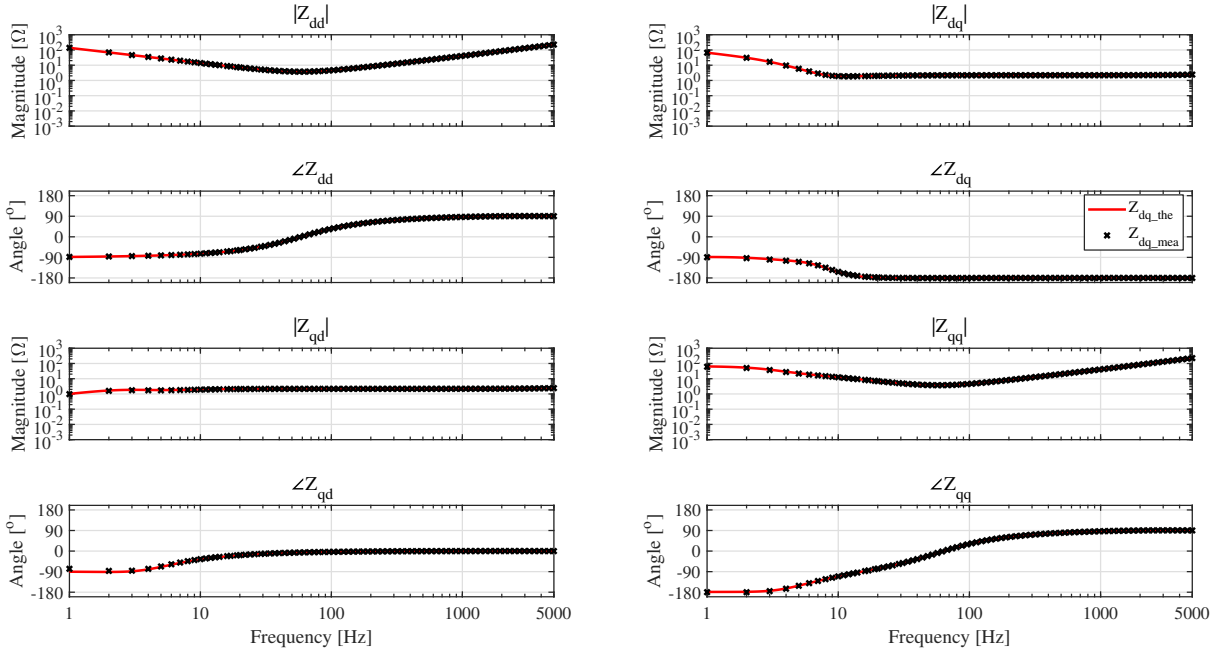 |Z_dd|
Magnitude [Ω]
10^3
10^2
10^1
10^0
10^-1
10^-2
10^-3
|Z_dq|
Magnitude [Ω]
10^3
10^2
10^1
10^0
10^-1
10^-2
10^-3
∠Z_dd
Angle [°]
180
90
0
-90
-180
∠Z_dq
Angle [°]
180
90
0
-90
-180
Z_dq_the
Z_dq_mea
|Z_qd|
Magnitude [Ω]
10^3
10^2
10^1
10^0
10^-1
10^-2
10^-3
|Z_qq|
Magnitude [Ω]
10^3
10^2
10^1
10^0
10^-1
10^-2
10^-3
∠Z_qd
Angle [°]
180
90
0
-90
-180
1 10 100 1000 5000
Frequency [Hz]
∠Z_qq
Angle [°]
180
90
0
-90
-180
1 10 100 1000 5000
Frequency [Hz]